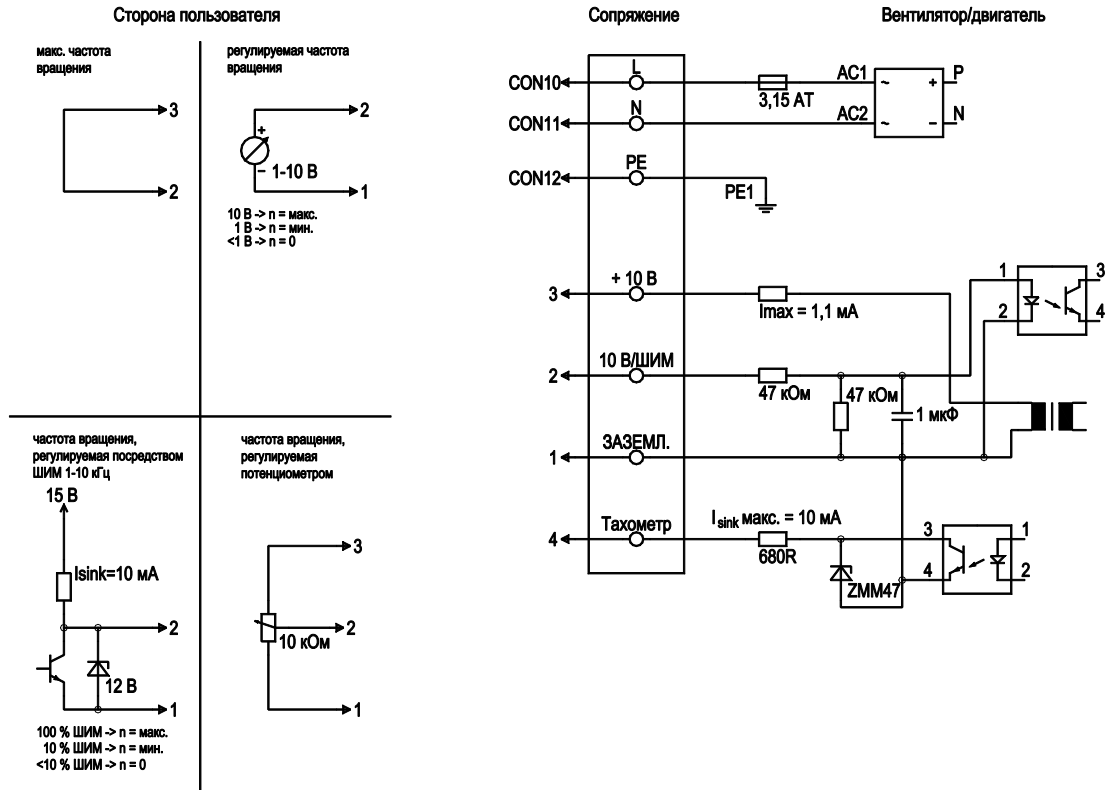 Сторона пользователя
макс. частота
вращения
3
2
регулируемая частота
вращения
2
+
– 1-10 В
1
10 В -> n = макс.
1 В -> n = мин.
<1 В -> n = 0
частота вращения,
регулируемая посредством
ШИМ 1-10 кГц
15 В
Isink=10 мА
2
12 В
1
100 % ШИМ -> n = макс.
10 % ШИМ -> n = мин.
<10 % ШИМ -> n = 0
частота вращения,
регулируемая
потенциометром
3
2
10 кОм
1
Сопряжение
Вентилятор/двигатель
CON10 L 3,15 AT AC1 ~ + P
CON11 N AC2 ~ – N
CON12 PE PE1
3 + 10 В Imax = 1,1 мА
1 3
2 4
2 10 В/ШИМ 47 кОм 47 кОм 1 мкФ
1 ЗАЗЕМЛ.
4 Тахометр Isink макс. = 10 мА
680R
3 1
4 2
ZMM47